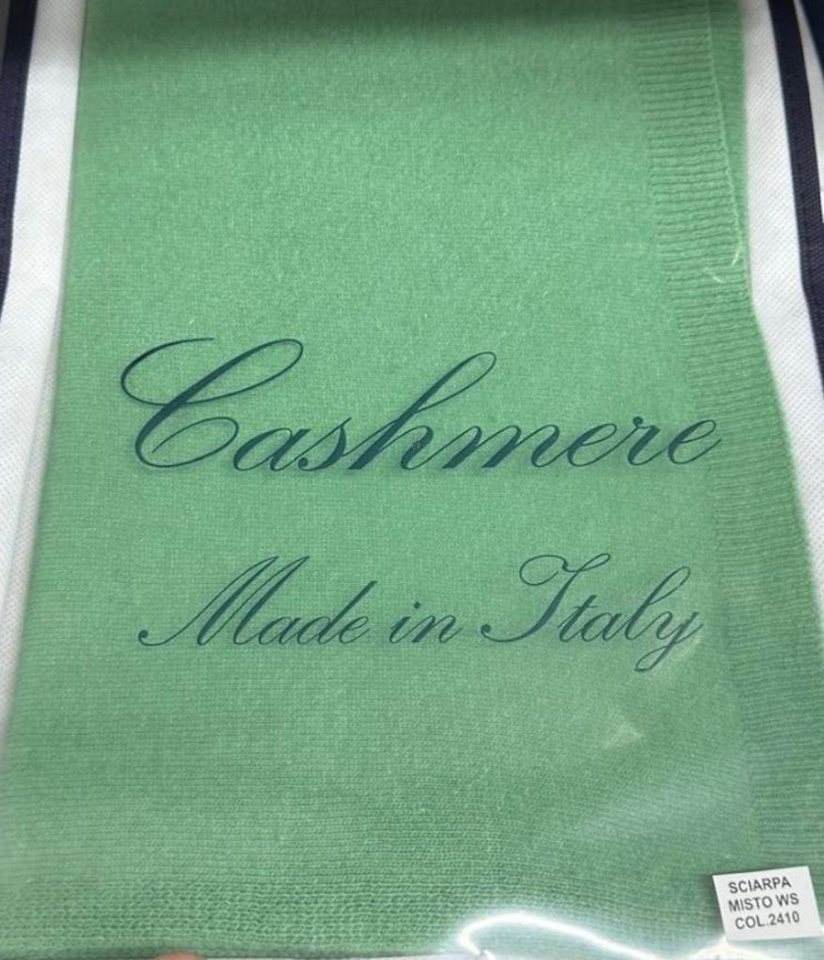 Cashmere
Made in Italy
SCIARPA
MISTO WS
COL.2410